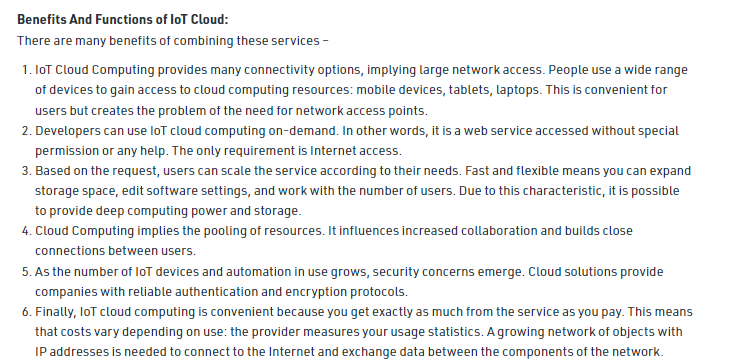 Benefits And Functions of IoT Cloud:
There are many benefits of combining these services –
1. IoT Cloud Computing provides many connectivity options, implying large network access. People use a wide range
of devices to gain access to cloud computing resources: mobile devices, tablets, laptops. This is convenient for
users but creates the problem of the need for network access points.
2. Developers can use IoT cloud computing on-demand. In other words, it is a web service accessed without special
permission or any help. The only requirement is Internet access.
3. Based on the request, users can scale the service according to their needs. Fast and flexible means you can expand
storage space, edit software settings, and work with the number of users. Due to this characteristic, it is possible
to provide deep computing power and storage.
4. Cloud Computing implies the pooling of resources. It influences increased collaboration and builds close
connections between users.
5. As the number of IoT devices and automation in use grows, security concerns emerge. Cloud solutions provide
companies with reliable authentication and encryption protocols.
6. Finally, IoT cloud computing is convenient because you get exactly as much from the service as you pay. This means
that costs vary depending on use: the provider measures your usage statistics. A growing network of objects with
IP addresses is needed to connect to the Internet and exchange data between the components of the network.